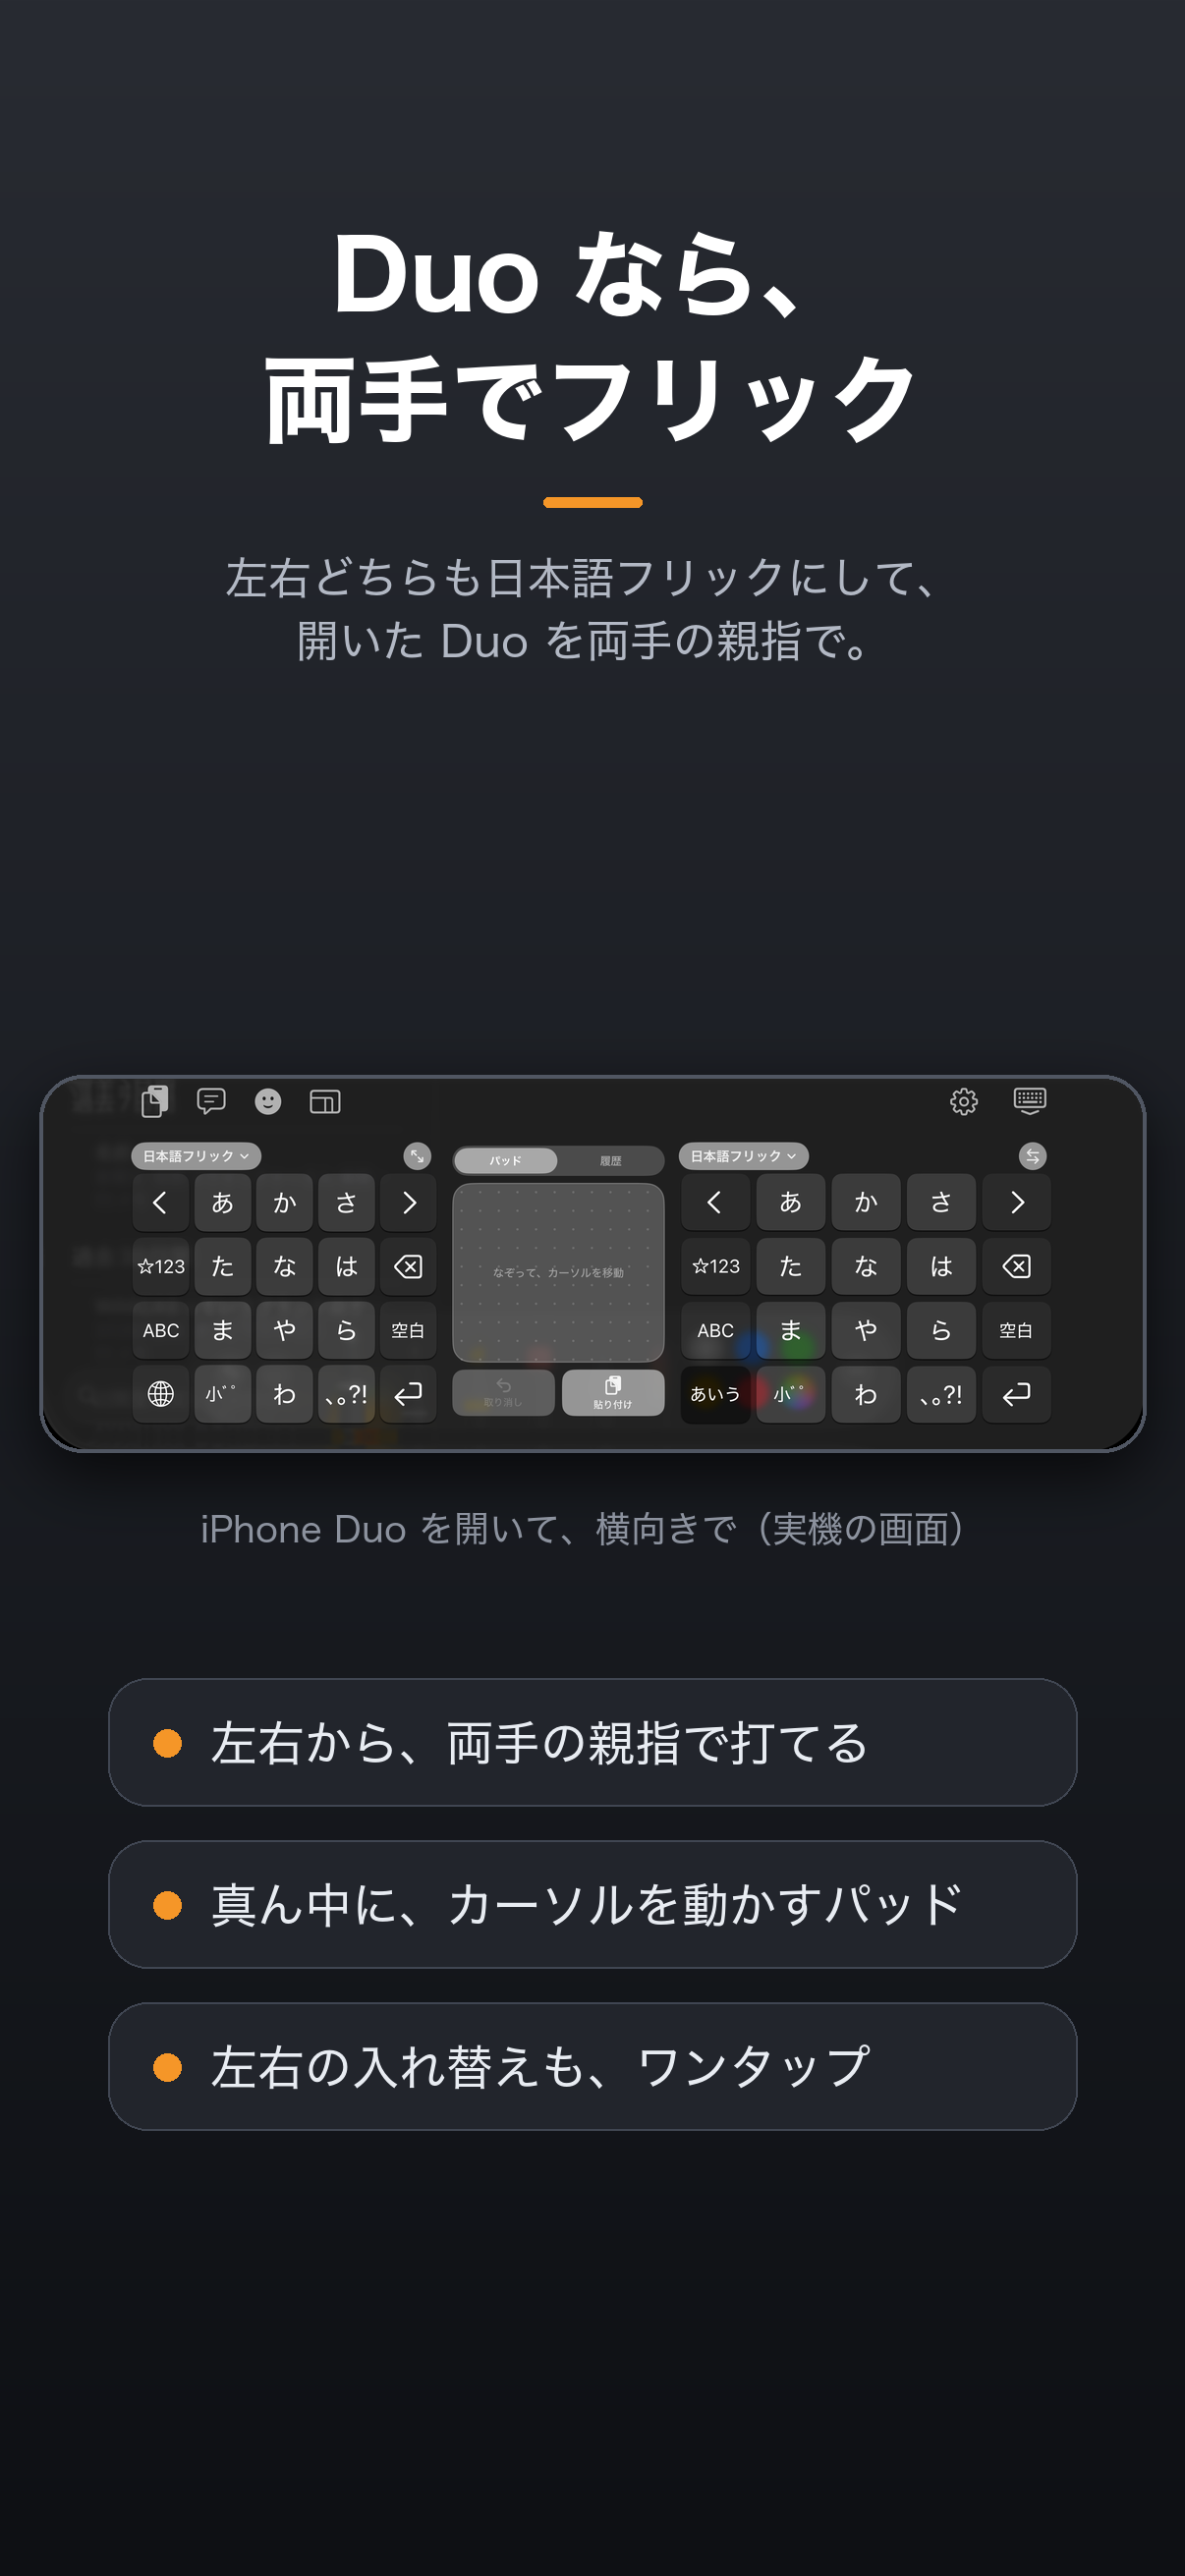 Duo なら、
両手でフリック
左右どちらも日本語フリックにして、
開いた Duo を両手の親指で。
日本語フリック
パッド 履歴
日本語フリック
あ か さ
☆123 た な は
ABC ま や ら 空白
小゛゜ わ 、。?!
なぞって、カーソルを移動
取り消し 貼り付け
あ か さ
☆123 た な は
ABC ま や ら 空白
あいう 小゛゜ わ 、。?!
iPhone Duo を開いて、横向きで（実機の画面）
左右から、両手の親指で打てる
真ん中に、カーソルを動かすパッド
左右の入れ替えも、ワンタップ